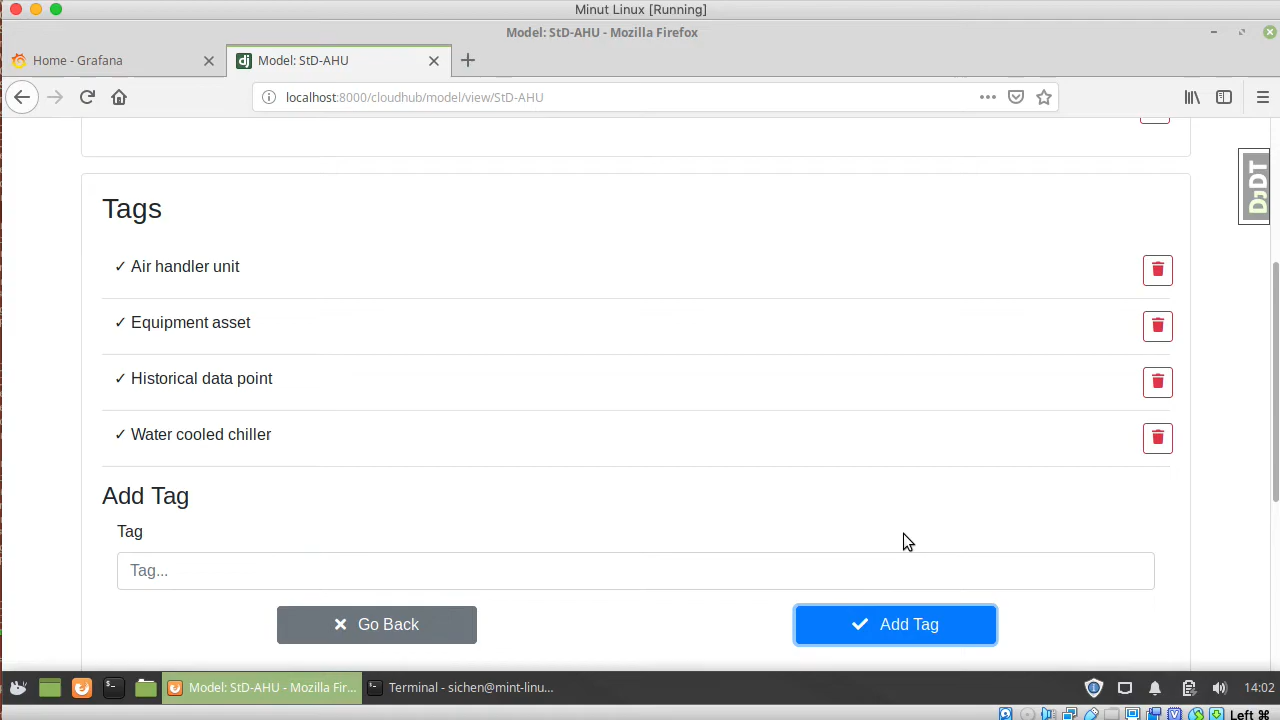 Minut Linux [Running]
Model: StD-AHU - Mozilla Firefox
Home - Grafana
dj Model: StD-AHU
localhost:8000/cloudhub/model/view/StD-AHU
DjDT
Tags
✓ Air handler unit
✓ Equipment asset
✓ Historical data point
✓ Water cooled chiller
Add Tag
Tag
Tag...
Go Back
Add Tag
Model: StD-AHU - Mozilla Fir...
Terminal - sichen@mint-linu...
14:02
Left ⌘